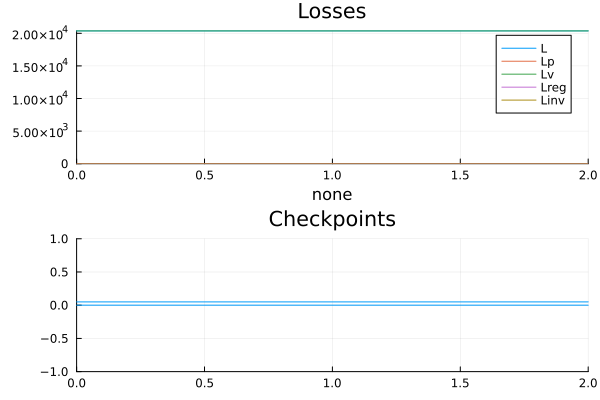 Losses
2.00×10⁴
1.50×10⁴
1.00×10⁴
5.00×10³
0
L
Lp
Lv
Lreg
Linv
0.0 0.5 1.0 1.5 2.0
none
Checkpoints
1.0
0.5
0.0
−0.5
−1.0
0.0 0.5 1.0 1.5 2.0